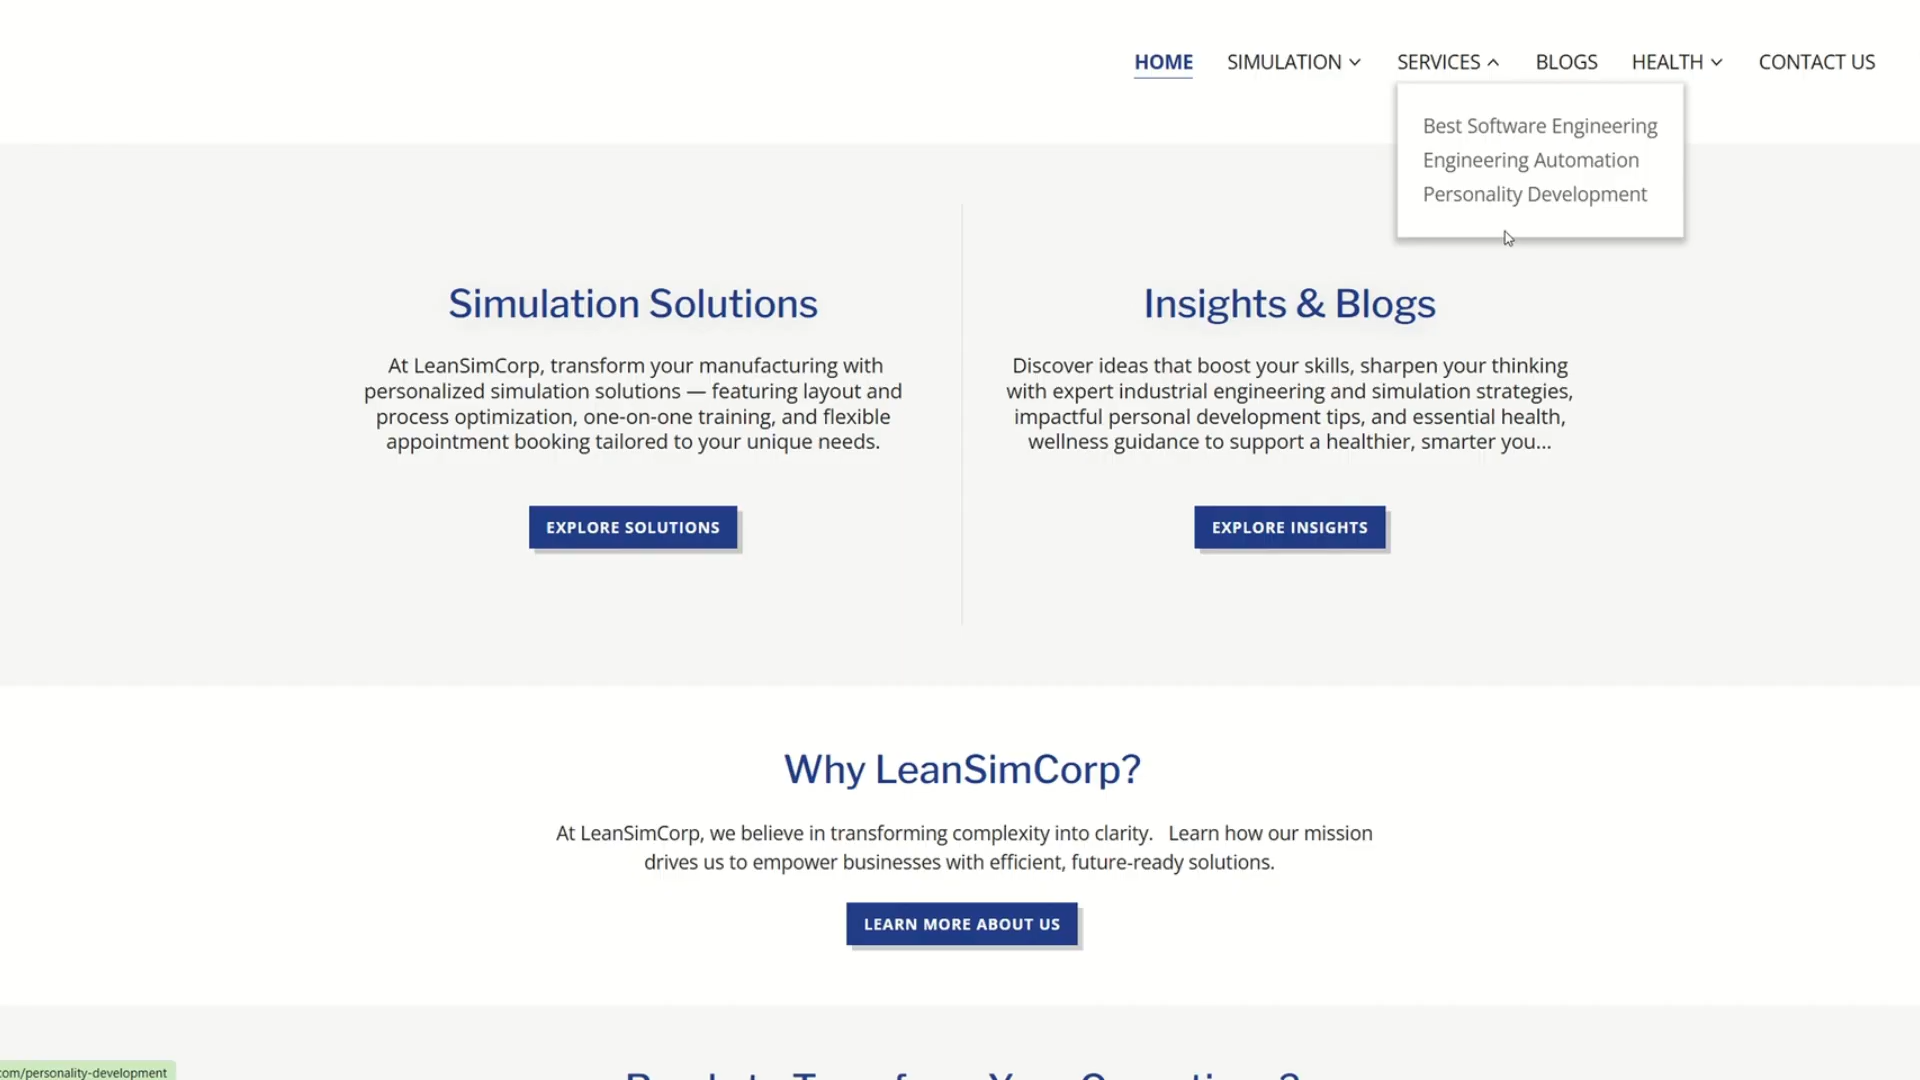 HOME SIMULATION SERVICES BLOGS HEALTH CONTACT US
Best Software Engineering
Engineering Automation
Personality Development
Simulation Solutions
At LeanSimCorp, transform your manufacturing with
personalized simulation solutions — featuring layout and
process optimization, one-on-one training, and flexible
appointment booking tailored to your unique needs.
EXPLORE SOLUTIONS
Insights & Blogs
Discover ideas that boost your skills, sharpen your thinking
with expert industrial engineering and simulation strategies,
impactful personal development tips, and essential health,
wellness guidance to support a healthier, smarter you...
EXPLORE INSIGHTS
Why LeanSimCorp?
At LeanSimCorp, we believe in transforming complexity into clarity. Learn how our mission
drives us to empower businesses with efficient, future-ready solutions.
LEARN MORE ABOUT US
com/personality-development